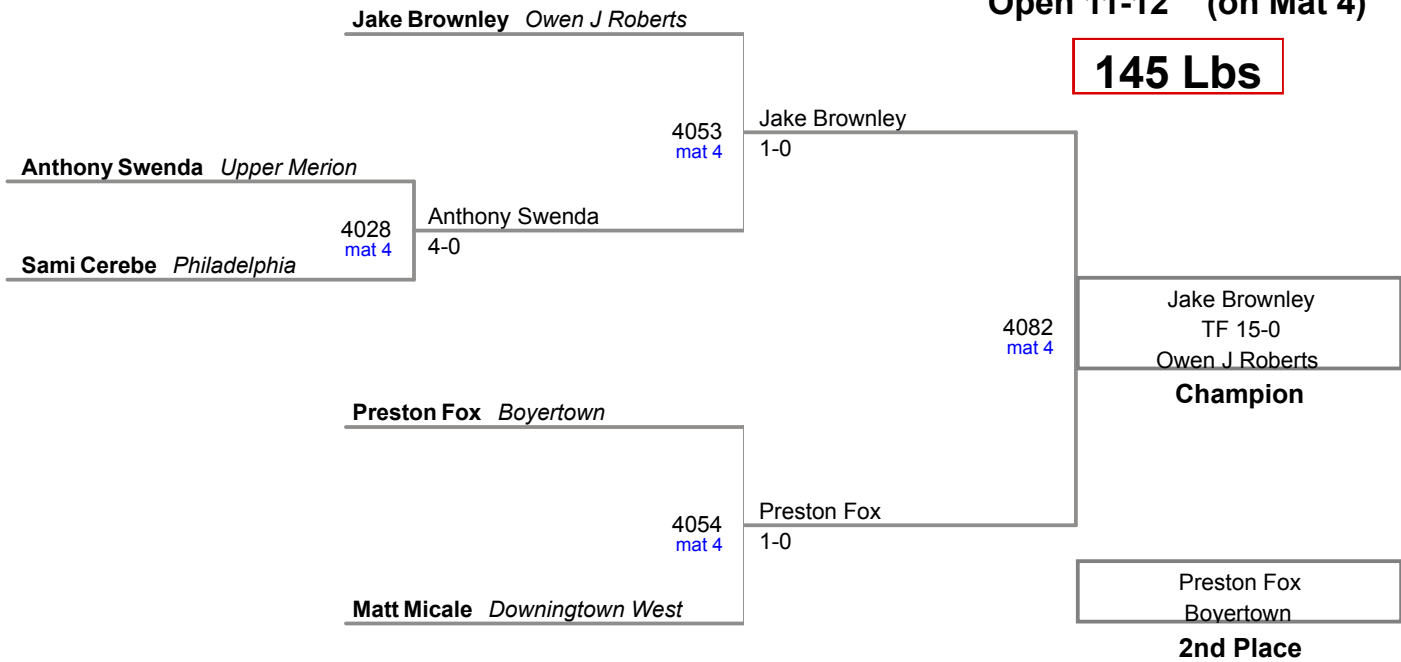 Open 11-12 (on Mat 4)
145 Lbs
Jake Brownley Owen J Roberts
4053
mat 4
Jake Brownley
1-0
Anthony Swenda Upper Merion
4028
mat 4
Anthony Swenda
4-0
Sami Cerebe Philadelphia
4082
mat 4
Jake Brownley
TF 15-0
Owen J Roberts
Champion
Preston Fox Boyertown
4054
mat 4
Preston Fox
1-0
Matt Micale Downingtown West
Preston Fox
Boyertown
2nd Place